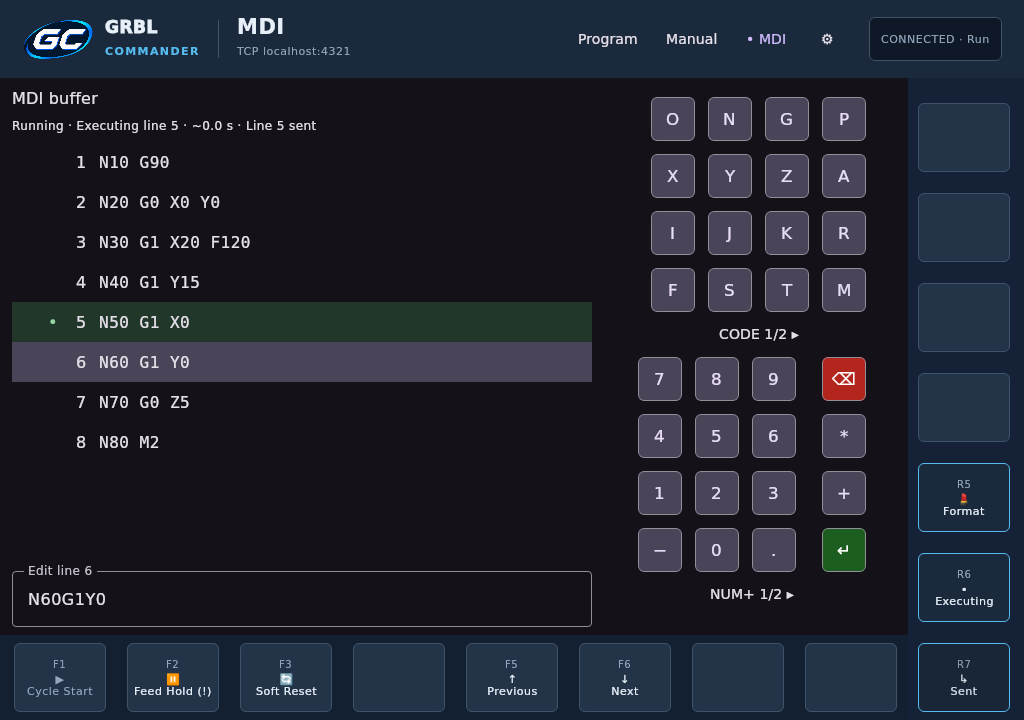 GC
GRBL
COMMANDER
MDI
TCP localhost:4321
Program
Manual
• MDI
⚙
CONNECTED · Run
MDI buffer
Running · Executing line 5 · ~0.0 s · Line 5 sent
1 N10 G90
2 N20 G0 X0 Y0
3 N30 G1 X20 F120
4 N40 G1 Y15
• 5 N50 G1 X0
6 N60 G1 Y0
7 N70 G0 Z5
8 N80 M2
Edit line 6
N60G1Y0
O N G P
X Y Z A
I J K R
F S T M
CODE 1/2 ▸
7 8 9 ⌫
4 5 6 *
1 2 3 +
− 0 . ↵
NUM+ 1/2 ▸
R5
Format
R6
•
Executing
R7
↳
Sent
F1
▶
Cycle Start
F2
⏸
Feed Hold (!)
F3
🔄
Soft Reset
F5
↑
Previous
F6
↓
Next